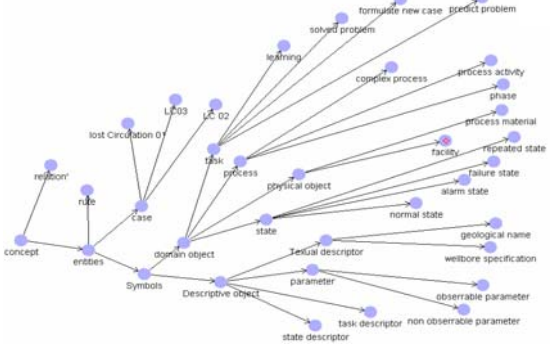 formulate new case
predict problem
solved problem
learning
complex process
process activity
phase
LC03
LC 02
process material
lost Circulation 01
repeated state
task
facility
process
failure state
relation'
physical object
alarm state
rule
case
normal state
state
geological name
concept
entities
domain object
Texual descriptor
wellbore specification
Symbols
Descriptive object
parameter
obserrable parameter
task descriptor
non obserrable parameter
state descriptor